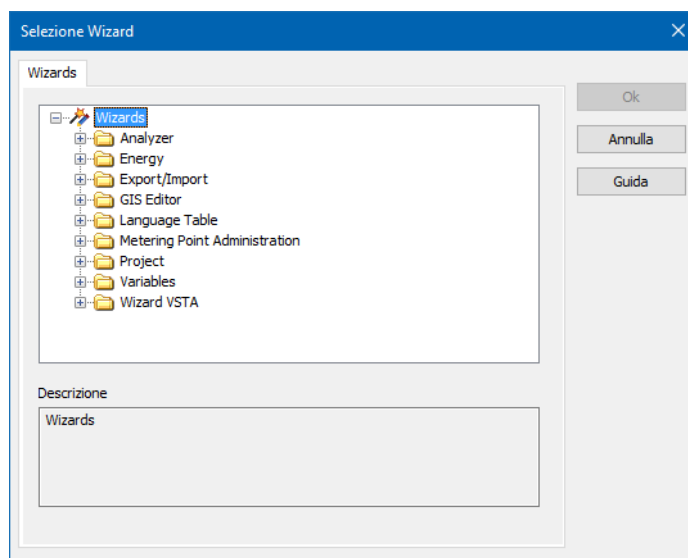 Selezione Wizard
Wizards
Wizards
Analyzer
Energy
Export/Import
GIS Editor
Language Table
Metering Point Administration
Project
Variables
Wizard VSTA
Ok
Annulla
Guida
Descrizione
Wizards